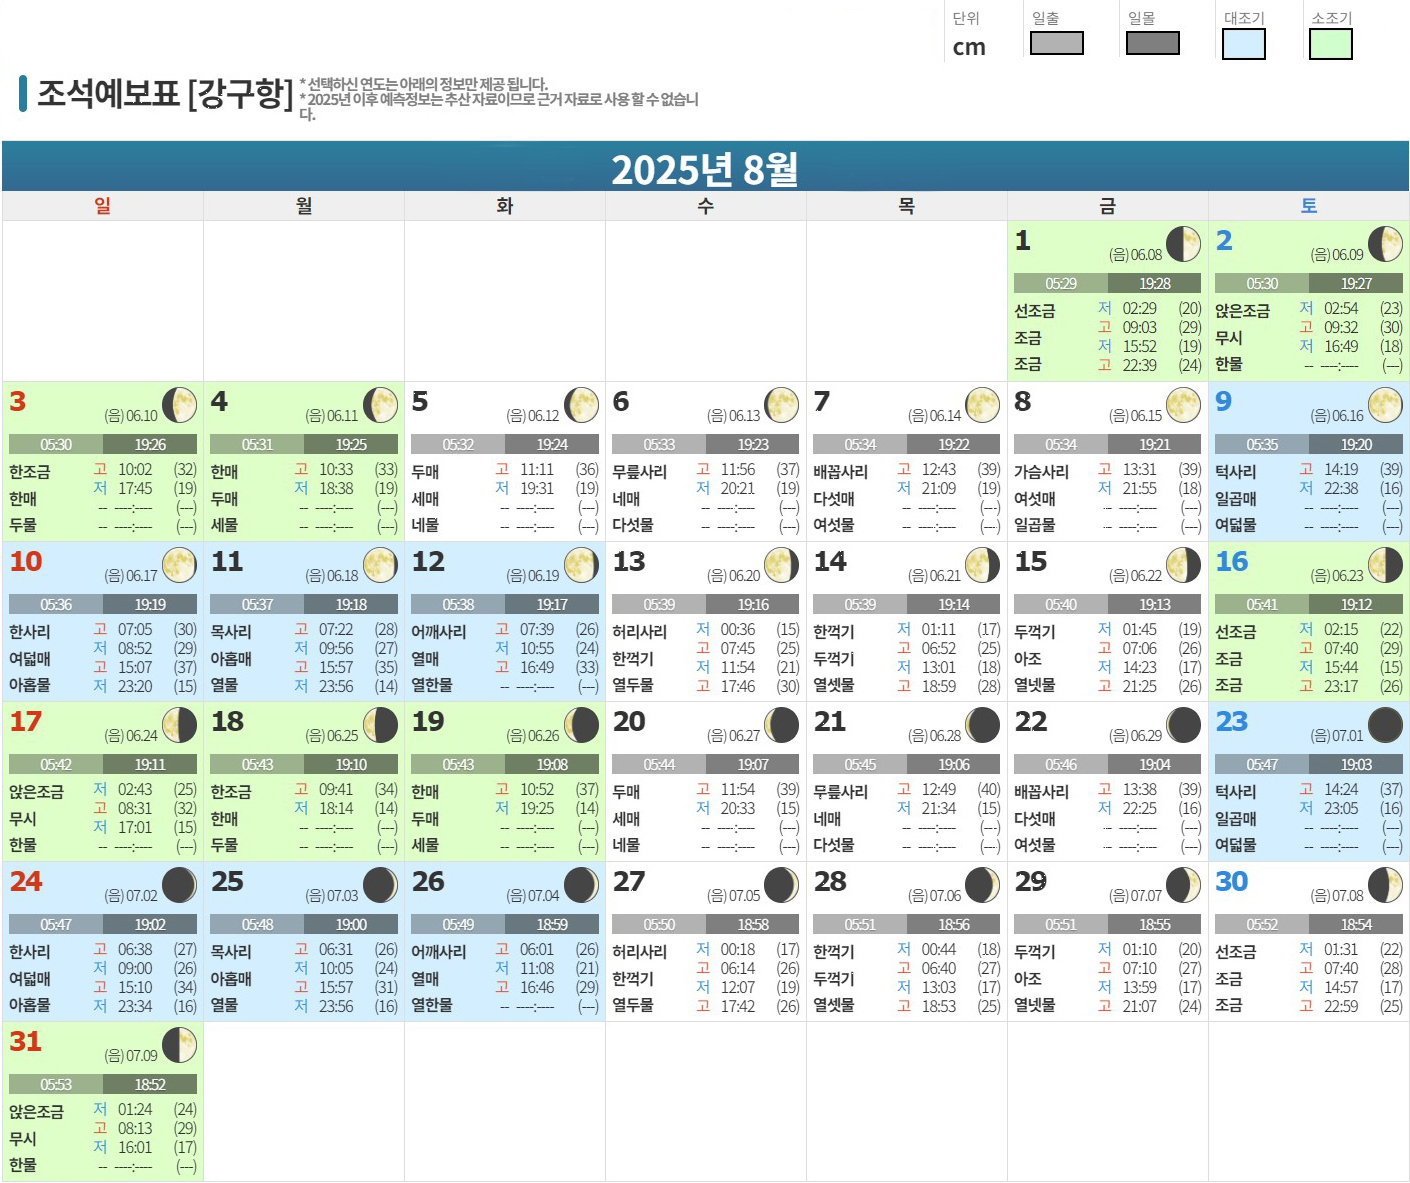 단위 일출 일몰 대조기 소조기
cm
조석예보표 [강구항]
* 선택하신 연도는 아래의 정보만 제공 됩니다.
* 2025년 이후 예측정보는 추산 자료이므로 근거 자료로 사용 할 수 없습니
다.
2025년 8월
일 월 화 수 목 금 토
1 (음) 06.08
05:29 19:28
선조금
조금
조금
저 02:29 (20)
고 09:03 (29)
저 15:52 (19)
고 22:39 (24)
2 (음) 06.09
05:30 19:27
앉은조금
무시
한물
저 02:54 (23)
고 09:32 (30)
저 16:49 (18)
-- ----:---- (---)
3 (음) 06.10
05:30 19:26
한조금
한매
두물
고 10:02 (32)
저 17:45 (19)
-- ----:---- (---)
-- ----:---- (---)
4 (음) 06.11
05:31 19:25
한매
두매
세물
고 10:33 (33)
저 18:38 (19)
-- ----:---- (---)
-- ----:---- (---)
5 (음) 06.12
05:32 19:24
두매
세매
네물
고 11:11 (36)
저 19:31 (19)
-- ----:---- (---)
-- ----:---- (---)
6 (음) 06.13
05:33 19:23
무릎사리
네매
다섯물
고 11:56 (37)
저 20:21 (19)
-- ----:---- (---)
-- ----:---- (---)
7 (음) 06.14
05:34 19:22
배꼽사리
다섯매
여섯물
고 12:43 (39)
저 21:09 (19)
-- ----:---- (---)
-- ----:---- (---)
8 (음) 06.15
05:34 19:21
가슴사리
여섯매
일곱물
고 13:31 (39)
저 21:55 (18)
-- ----:---- (---)
-- ----:---- (---)
9 (음) 06.16
05:35 19:20
턱사리
일곱매
여덟물
고 14:19 (39)
저 22:38 (16)
-- ----:---- (---)
-- ----:---- (---)
10 (음) 06.17
05:36 19:19
한사리
여덟매
아홉물
고 07:05 (30)
저 08:52 (29)
고 15:07 (37)
저 23:20 (15)
11 (음) 06.18
05:37 19:18
목사리
아홉매
열물
고 07:22 (28)
저 09:56 (27)
고 15:57 (35)
저 23:56 (14)
12 (음) 06.19
05:38 19:17
어깨사리
열매
열한물
고 07:39 (26)
저 10:55 (24)
고 16:49 (33)
-- ----:---- (---)
13 (음) 06.20
05:39 19:16
허리사리
한꺽기
열두물
저 00:36 (15)
고 07:45 (25)
저 11:54 (21)
고 17:46 (30)
14 (음) 06.21
05:39 19:14
한꺽기
두꺽기
열셋물
저 01:11 (17)
고 06:52 (25)
저 13:01 (18)
고 18:59 (28)
15 (음) 06.22
05:40 19:13
두꺽기
아조
열넷물
저 01:45 (19)
고 07:06 (26)
저 14:23 (17)
고 21:25 (26)
16 (음) 06.23
05:41 19:12
선조금
조금
조금
저 02:15 (22)
고 07:40 (29)
저 15:44 (15)
고 23:17 (26)
17 (음) 06.24
05:42 19:11
앉은조금
무시
한물
저 02:43 (25)
고 08:31 (32)
저 17:01 (15)
-- ----:---- (---)
18 (음) 06.25
05:43 19:10
한조금
한매
두물
고 09:41 (34)
저 18:14 (14)
-- ----:---- (---)
-- ----:---- (---)
19 (음) 06.26
05:43 19:08
한매
두매
세물
고 10:52 (37)
저 19:25 (14)
-- ----:---- (---)
-- ----:---- (---)
20 (음) 06.27
05:44 19:07
두매
세매
네물
고 11:54 (39)
저 20:33 (15)
-- ----:---- (---)
-- ----:---- (---)
21 (음) 06.28
05:45 19:06
무릎사리
네매
다섯물
고 12:49 (40)
저 21:34 (15)
-- ----:---- (---)
-- ----:---- (---)
22 (음) 06.29
05:46 19:04
배꼽사리
다섯매
여섯물
고 13:38 (39)
저 22:25 (16)
-- ----:---- (---)
-- ----:---- (---)
23 (음) 07.01
05:47 19:03
턱사리
일곱매
여덟물
고 14:24 (37)
저 23:05 (16)
-- ----:---- (---)
-- ----:---- (---)
24 (음) 07.02
05:47 19:02
한사리
여덟매
아홉물
고 06:38 (27)
저 09:00 (26)
고 15:10 (34)
저 23:34 (16)
25 (음) 07.03
05:48 19:00
목사리
아홉매
열물
고 06:31 (26)
저 10:05 (24)
고 15:57 (31)
저 23:56 (16)
26 (음) 07.04
05:49 18:59
어깨사리
열매
열한물
고 06:01 (26)
저 11:08 (21)
고 16:46 (29)
-- ----:---- (---)
27 (음) 07.05
05:50 18:58
허리사리
한꺽기
열두물
저 00:18 (17)
고 06:14 (26)
저 12:07 (19)
고 17:42 (26)
28 (음) 07.06
05:51 18:56
한꺽기
두꺽기
열셋물
저 00:44 (18)
고 06:40 (27)
저 13:03 (17)
고 18:53 (25)
29 (음) 07.07
05:51 18:55
두꺽기
아조
열넷물
저 01:10 (20)
고 07:10 (27)
저 13:59 (17)
고 21:07 (24)
30 (음) 07.08
05:52 18:54
선조금
조금
조금
저 01:31 (22)
고 07:40 (28)
저 14:57 (17)
고 22:59 (25)
31 (음) 07.09
05:53 18:52
앉은조금
무시
한물
저 01:24 (24)
고 08:13 (29)
저 16:01 (17)
-- ----:---- (---)